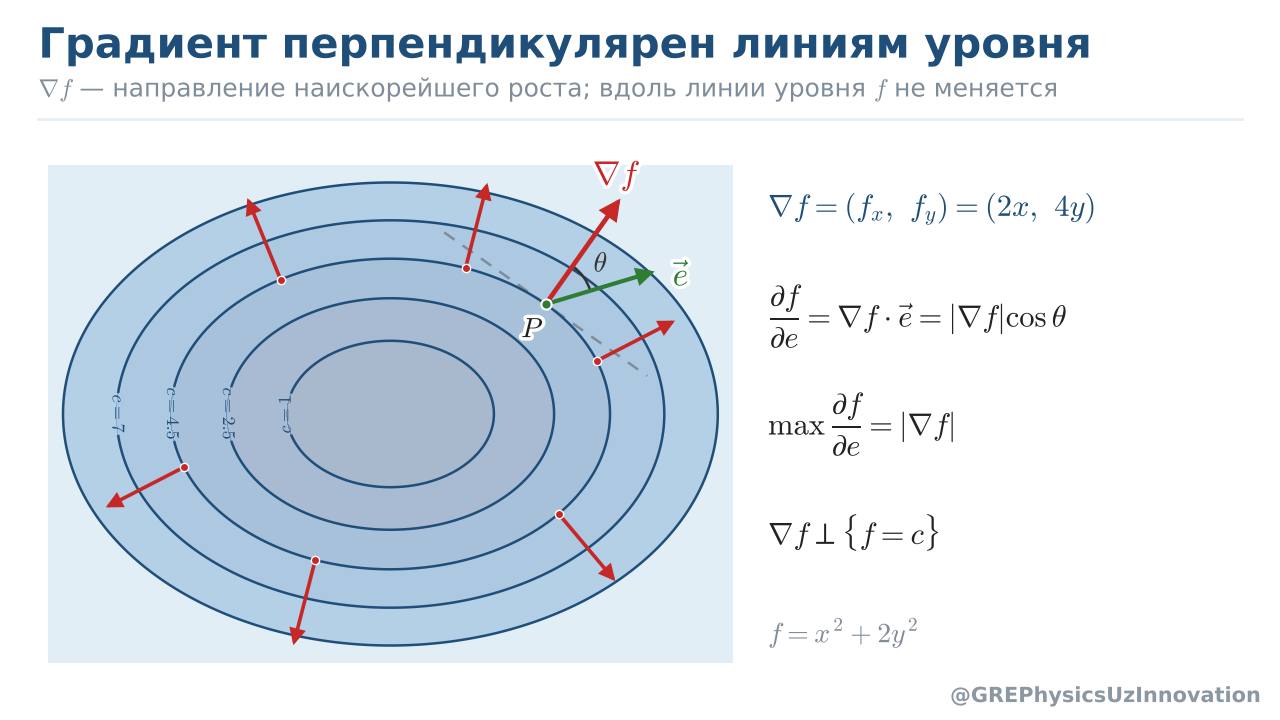 Градиент перпендикулярен линиям уровня
∇f — направление наискорейшего роста; вдоль линии уровня f не меняется
∇f
θ
e⃗
P
c = 7
c = 4.5
c = 2.5
c = 1
∇f = (fₓ, f_y) = (2x, 4y)
∂f/∂e = ∇f · e⃗ = |∇f| cos θ
max ∂f/∂e = |∇f|
∇f ⊥ {f = c}
f = x² + 2y²
@GREPhysicsUzInnovation